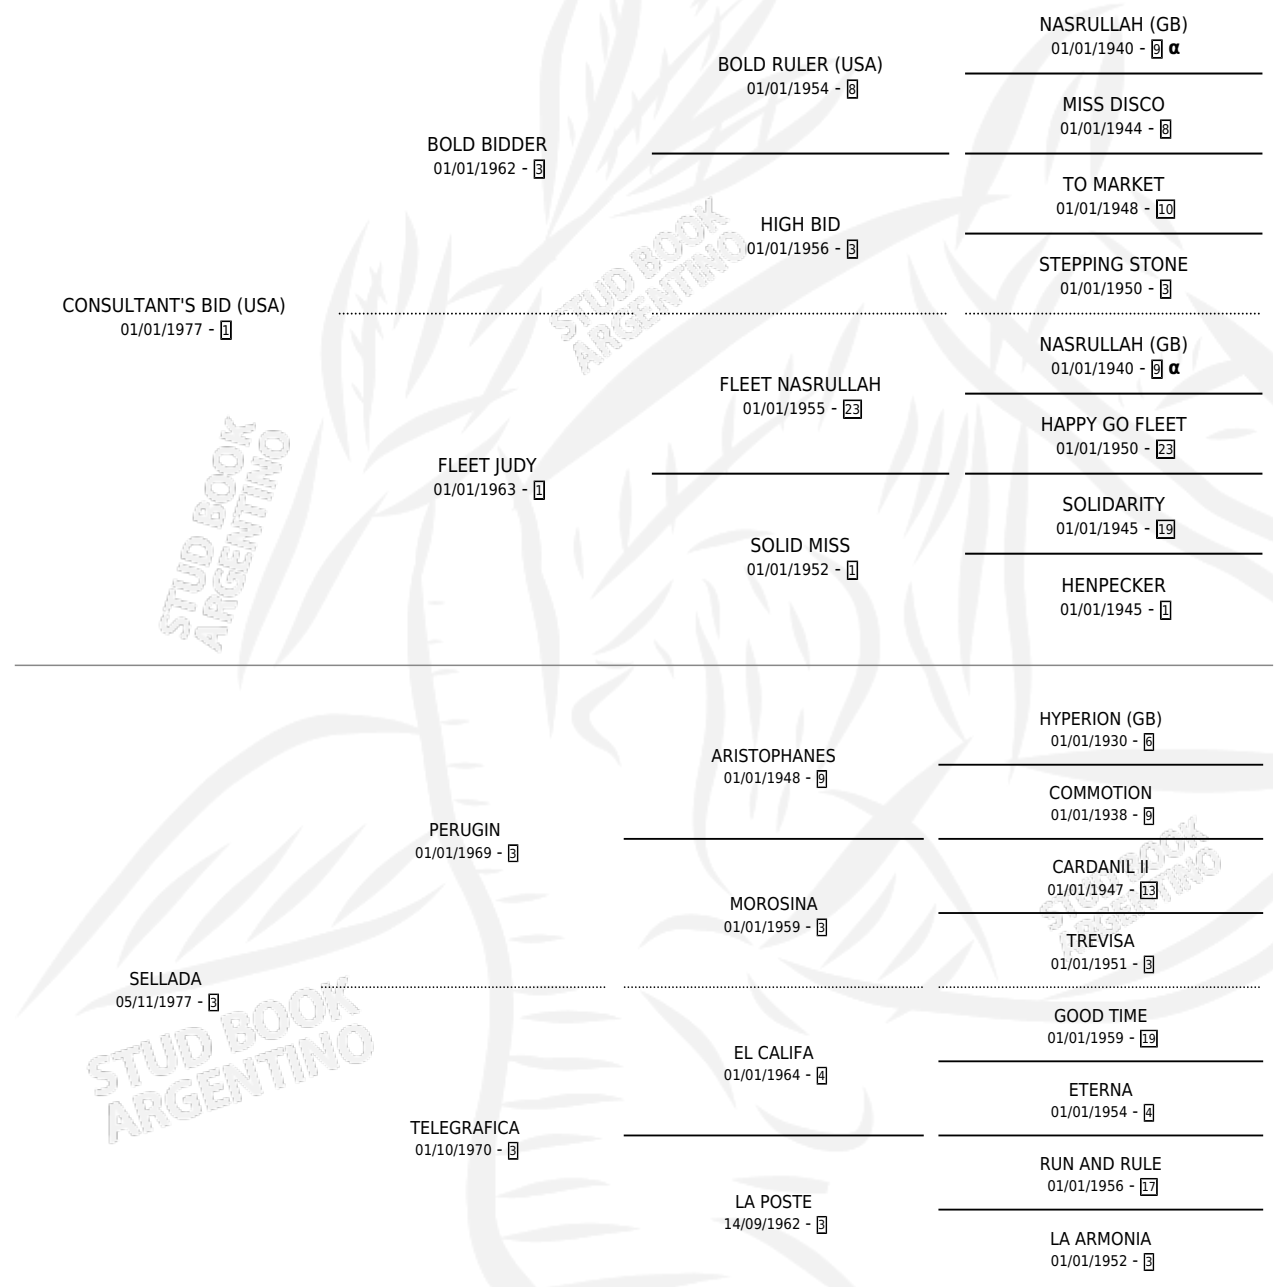 NASRULLAH (GB)
01/01/1940 - 9 α
BOLD RULER (USA)
01/01/1954 - 8
MISS DISCO
01/01/1944 - 8
BOLD BIDDER
01/01/1962 - 3
TO MARKET
01/01/1948 - 10
HIGH BID
01/01/1956 - 3
STEPPING STONE
01/01/1950 - 3
CONSULTANT'S BID (USA)
01/01/1977 - 1
NASRULLAH (GB)
01/01/1940 - 9 α
FLEET NASRULLAH
01/01/1955 - 23
HAPPY GO FLEET
01/01/1950 - 23
FLEET JUDY
01/01/1963 - 1
SOLIDARITY
01/01/1945 - 19
SOLID MISS
01/01/1952 - 1
HENPECKER
01/01/1945 - 1
HYPERION (GB)
01/01/1930 - 6
ARISTOPHANES
01/01/1948 - 9
COMMOTION
01/01/1938 - 9
PERUGIN
01/01/1969 - 3
CARDANIL II
01/01/1947 - 13
MOROSINA
01/01/1959 - 3
TREVISA
01/01/1951 - 3
SELLADA
05/11/1977 - 3
GOOD TIME
01/01/1959 - 19
EL CALIFA
01/01/1964 - 4
ETERNA
01/01/1954 - 4
TELEGRAFICA
01/10/1970 - 3
RUN AND RULE
01/01/1956 - 17
LA POSTE
14/09/1962 - 3
LA ARMONIA
01/01/1952 - 3
STUD BOOK
ARGENTINO
STUD BOOK
ARGENTINO
STUD BOOK
ARGENTINO
STUD BOOK
ARGENTINO